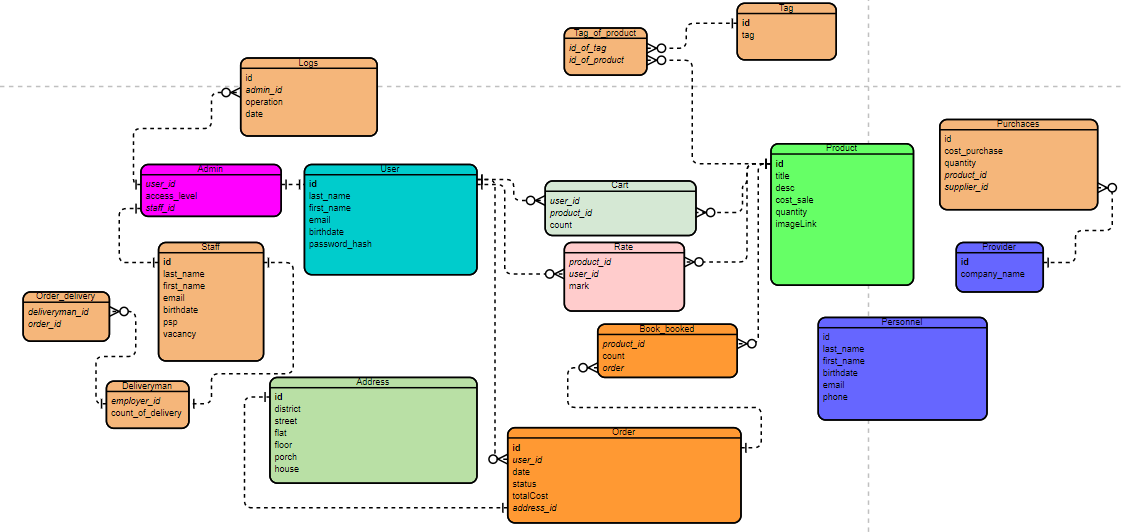 Tag
id
tag
Tag_of_product
id_of_tag
id_of_product
Logs
id
admin_id
operation
date
Purchaces
id
cost_purchase
quantity
product_id
supplier_id
Product
id
title
desc
cost_sale
quantity
imageLink
Admin
user_id
access_level
staff_id
User
id
last_name
first_name
email
birthdate
password_hash
Cart
user_id
product_id
count
Rate
product_id
user_id
mark
Staff
id
last_name
first_name
email
birthdate
psp
vacancy
Provider
id
company_name
Order_delivery
deliveryman_id
order_id
Personnel
id
last_name
first_name
birthdate
email
phone
Book_booked
product_id
count
order
Deliveryman
employer_id
count_of_delivery
Address
id
district
street
flat
floor
porch
house
Order
id
user_id
date
status
totalCost
address_id